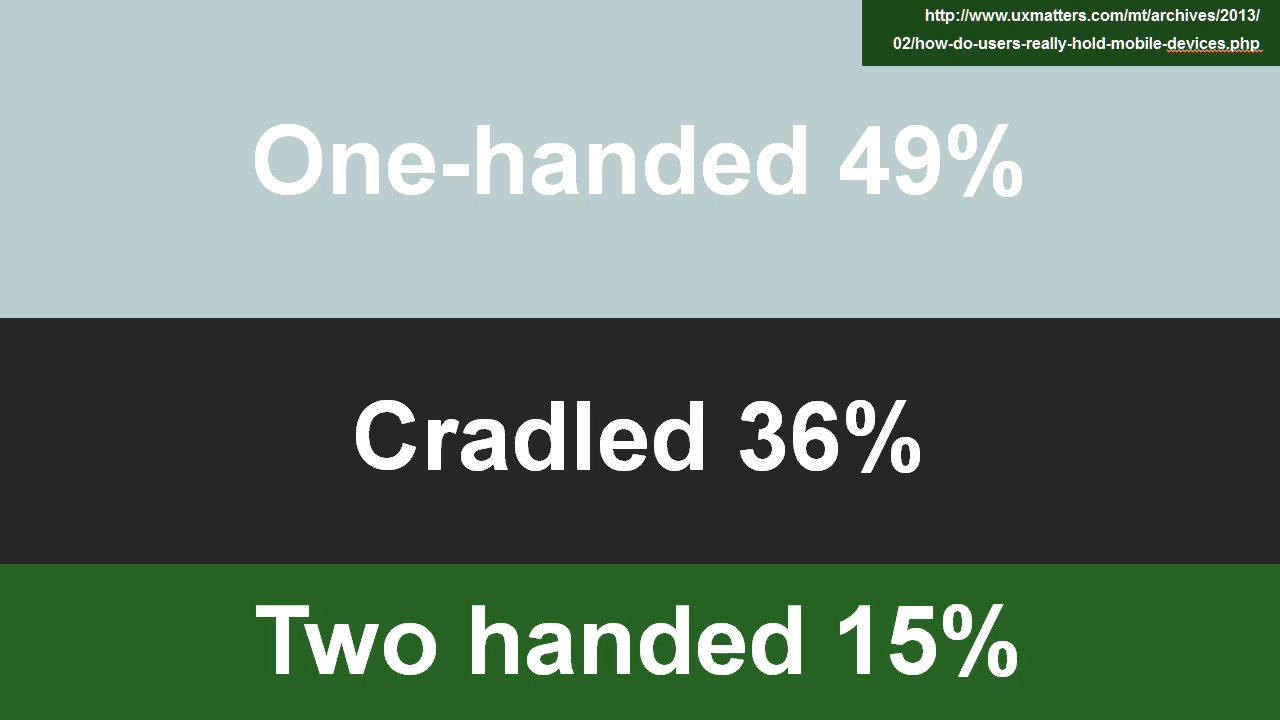 http://www.uxmatters.com/mt/archives/2013/
02/how-do-users-really-hold-mobile-devices.php
One-handed 49%
Cradled 36%
Two handed 15%